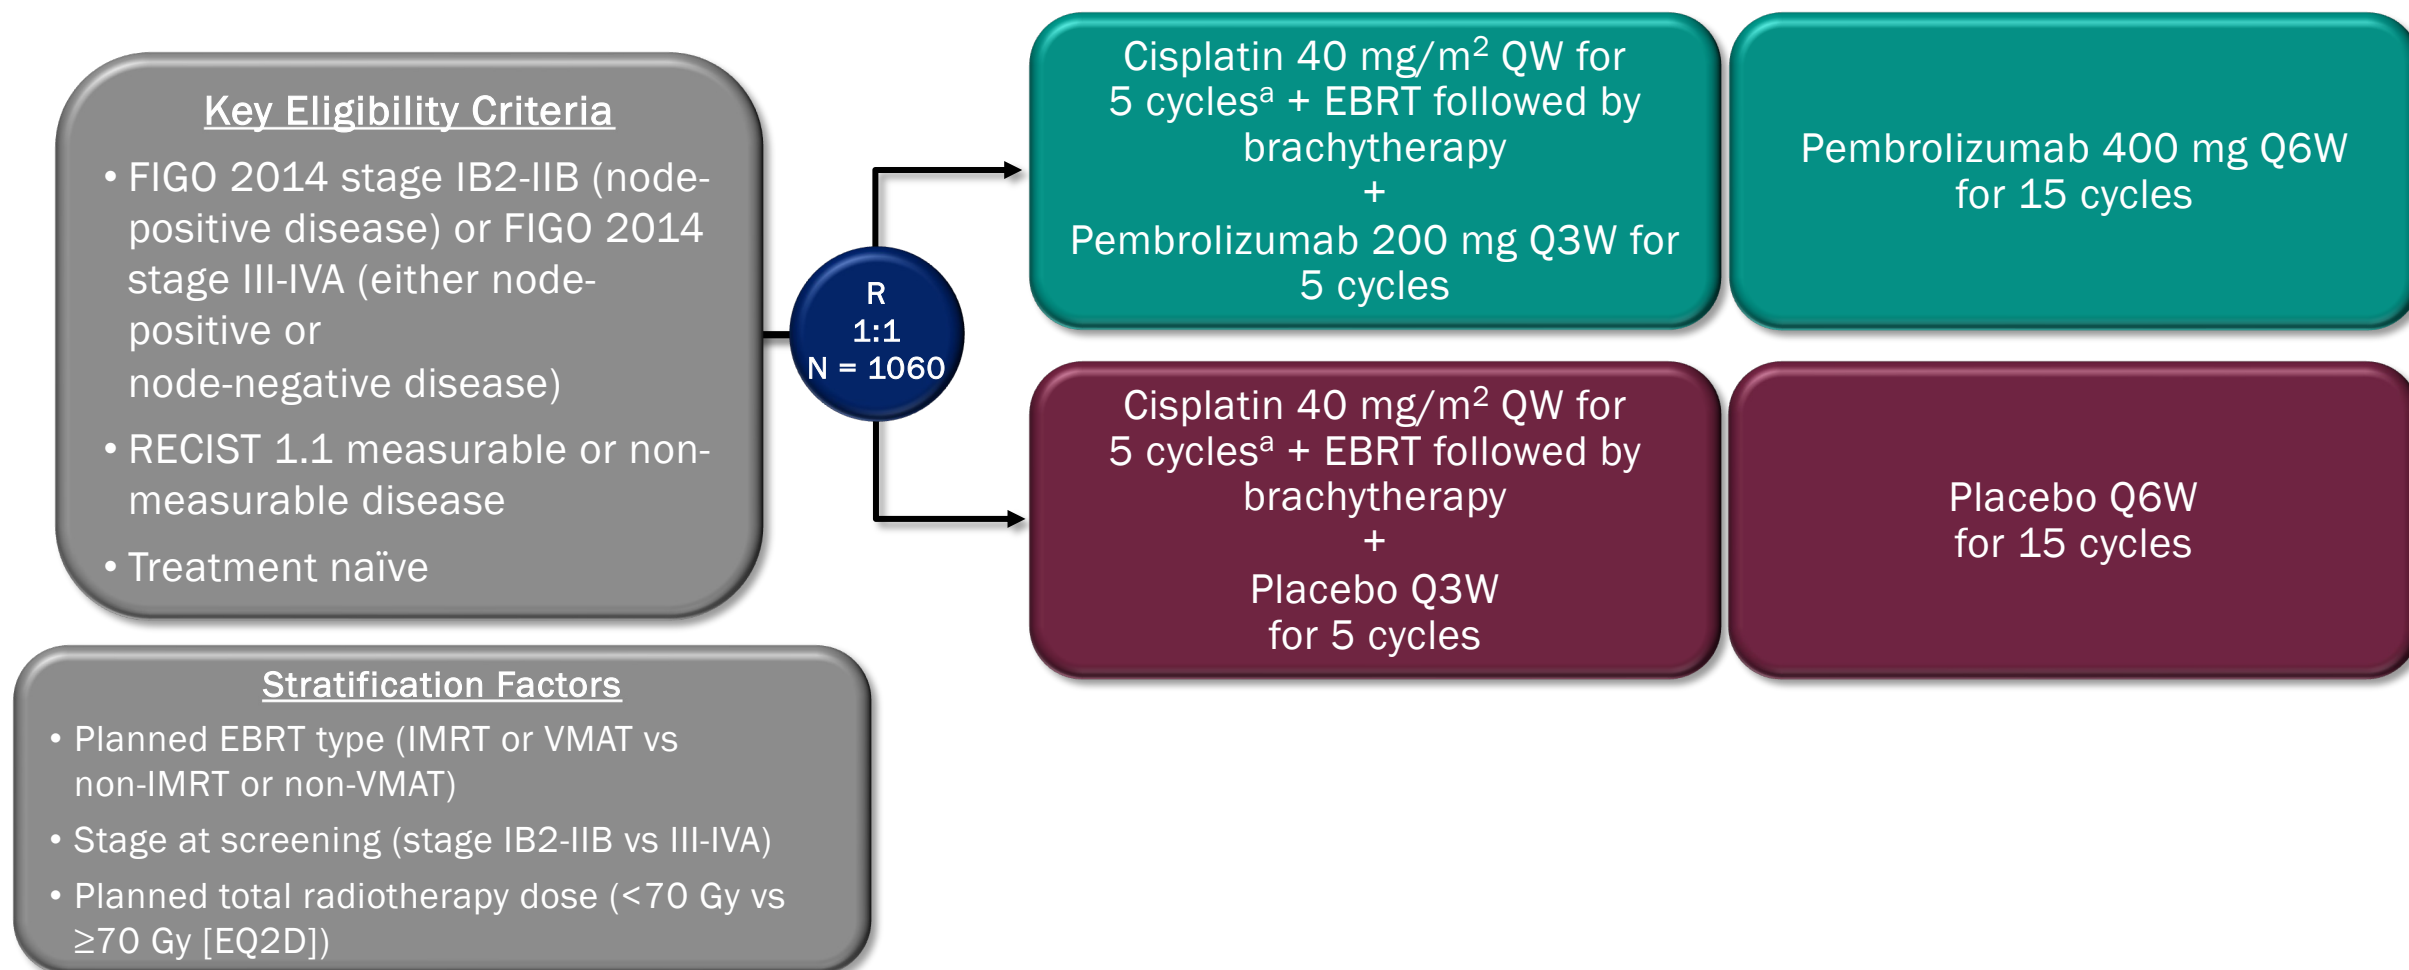 Key Eligibility Criteria
• FIGO 2014 stage IB2-IIB (node-
positive disease) or FIGO 2014
stage III-IVA (either node-
positive or
node-negative disease)
• RECIST 1.1 measurable or non-
measurable disease
• Treatment naïve
Stratification Factors
• Planned EBRT type (IMRT or VMAT vs
non-IMRT or non-VMAT)
• Stage at screening (stage IB2-IIB vs III-IVA)
• Planned total radiotherapy dose (<70 Gy vs
≥70 Gy [EQ2D])
R
1:1
N = 1060
Cisplatin 40 mg/m² QW for
5 cyclesᵃ + EBRT followed by
brachytherapy
+
Pembrolizumab 200 mg Q3W for
5 cycles
Pembrolizumab 400 mg Q6W
for 15 cycles
Cisplatin 40 mg/m² QW for
5 cyclesᵃ + EBRT followed by
brachytherapy
+
Placebo Q3W
for 5 cycles
Placebo Q6W
for 15 cycles